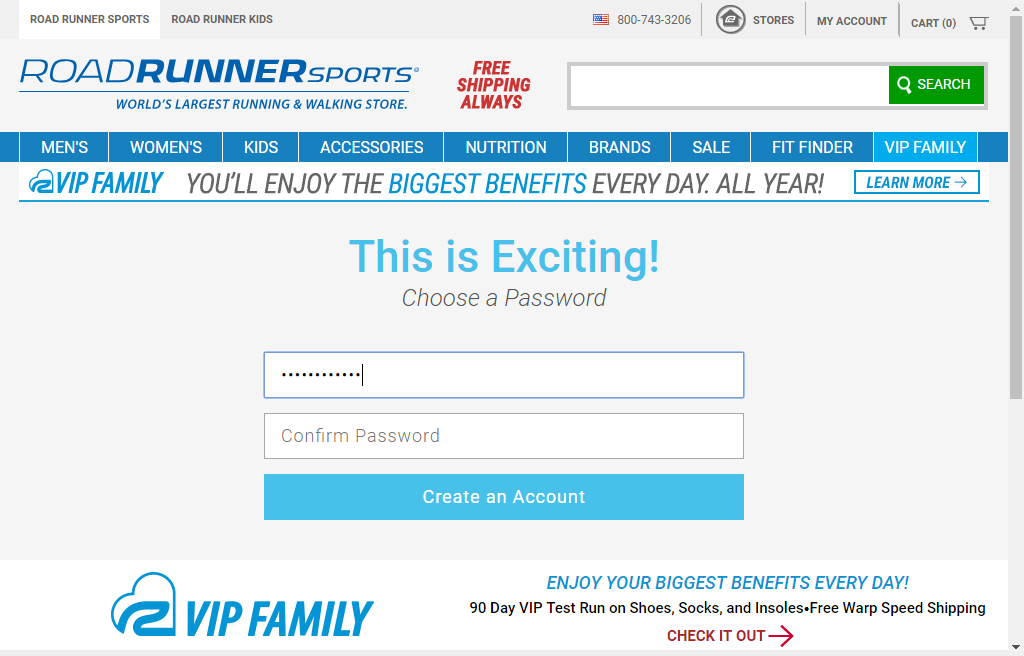 ROAD RUNNER SPORTS
ROAD RUNNER KIDS
800-743-3206
STORES
MY ACCOUNT
CART (0)
ROADRUNNERSPORTS
WORLD'S LARGEST RUNNING & WALKING STORE.
FREE
SHIPPING
ALWAYS
SEARCH
MEN'S
WOMEN'S
KIDS
ACCESSORIES
NUTRITION
BRANDS
SALE
FIT FINDER
VIP FAMILY
VIP FAMILY YOU'LL ENJOY THE BIGGEST BENEFITS EVERY DAY. ALL YEAR!
LEARN MORE →
This is Exciting!
Choose a Password
••••••••••••
Confirm Password
Create an Account
VIP FAMILY
ENJOY YOUR BIGGEST BENEFITS EVERY DAY!
90 Day VIP Test Run on Shoes, Socks, and Insoles•Free Warp Speed Shipping
CHECK IT OUT